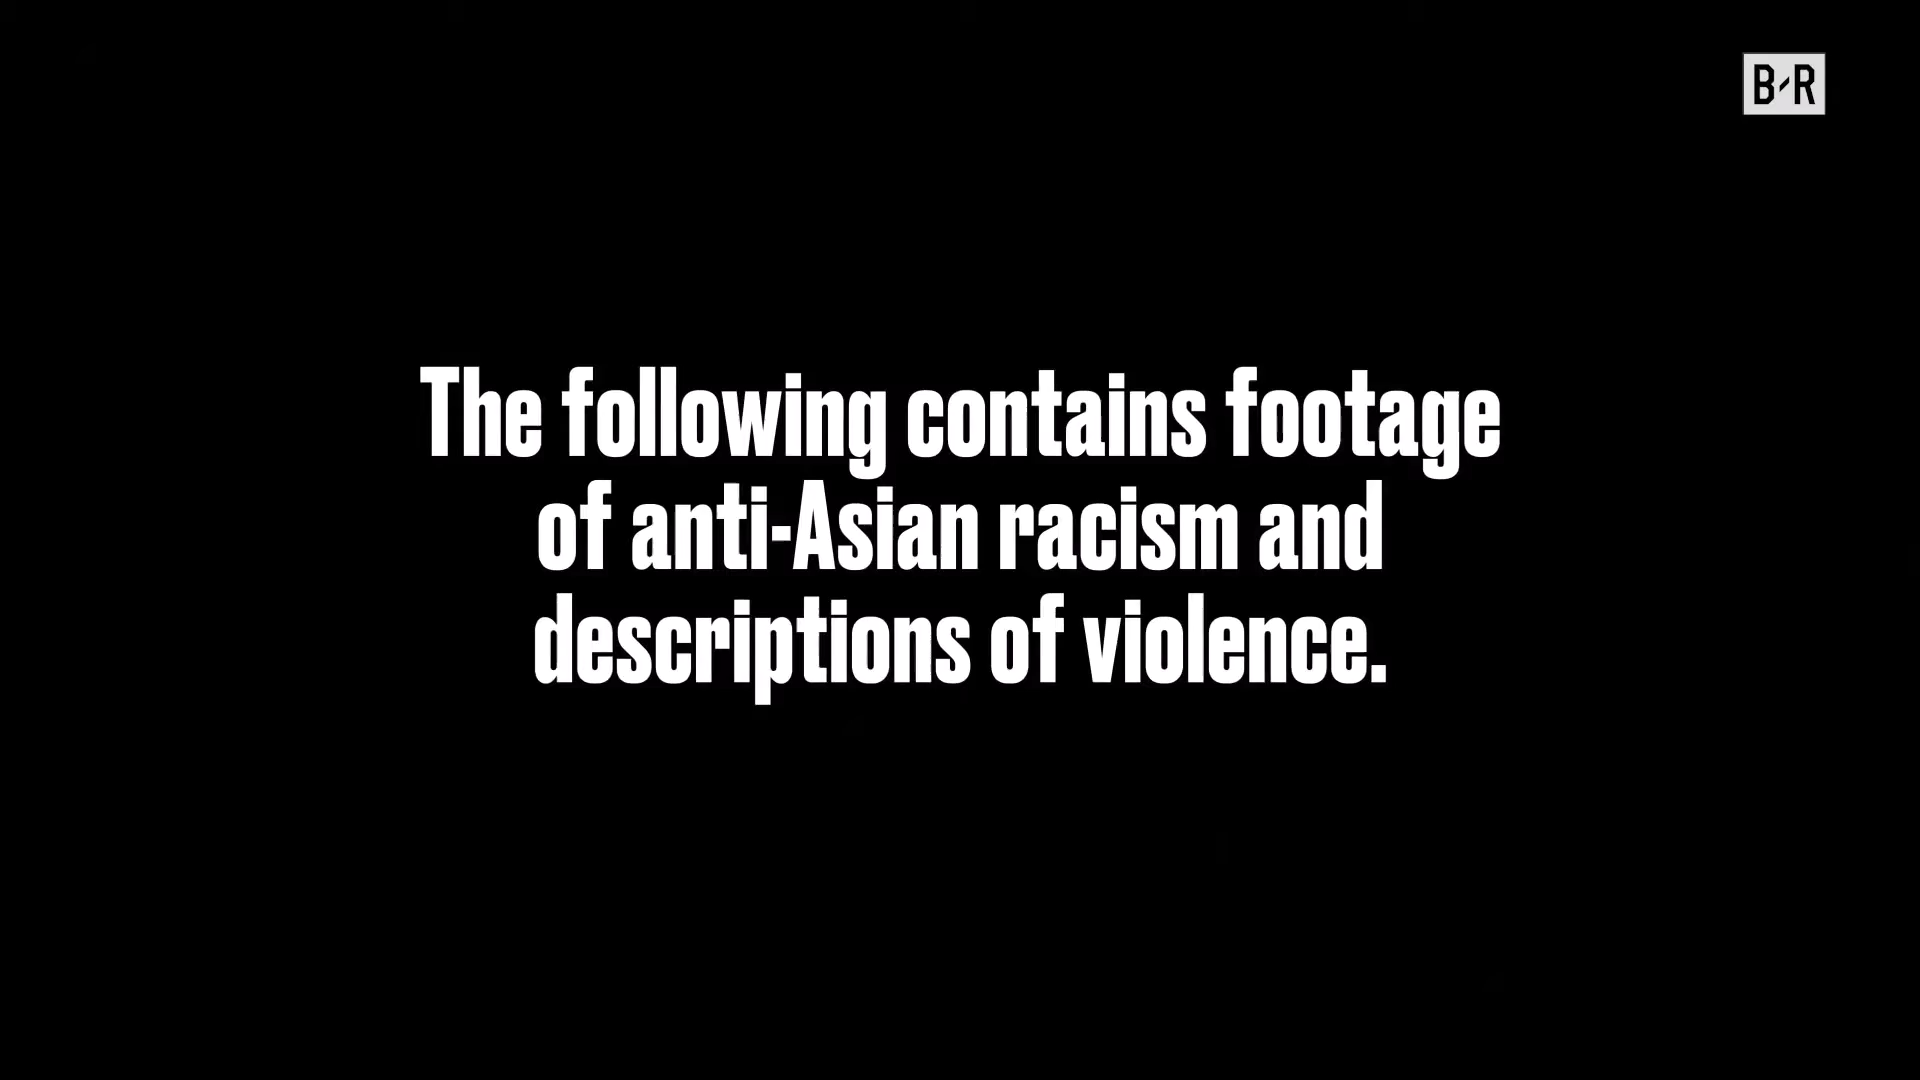 B-R
The following contains footage
of anti-Asian racism and
descriptions of violence.